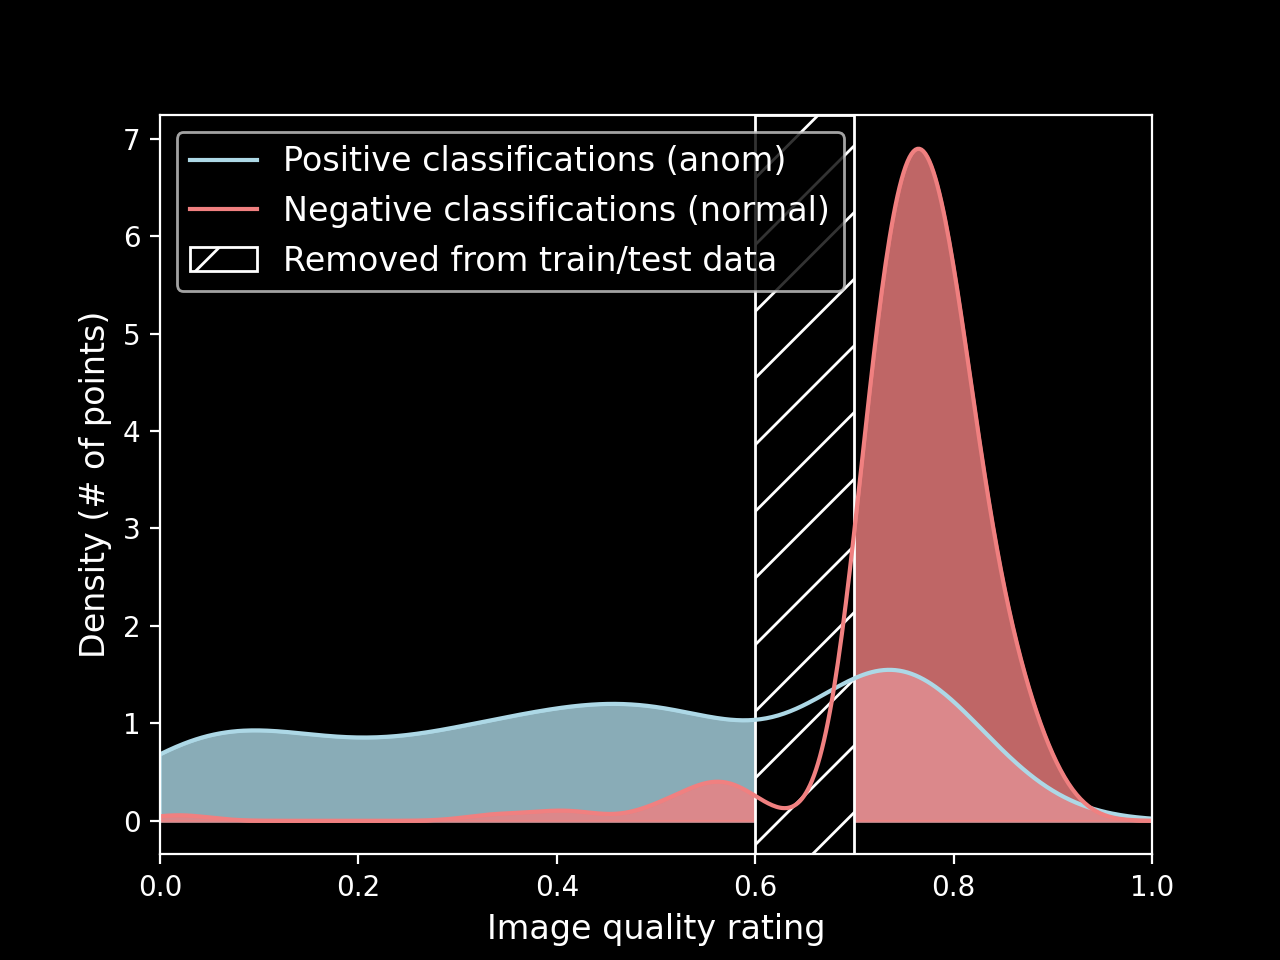 Positive classifications (anom)
Negative classifications (normal)
Removed from train/test data
7
6
5
4
3
2
1
0
Density (# of points)
0.0 0.2 0.4 0.6 0.8 1.0
Image quality rating